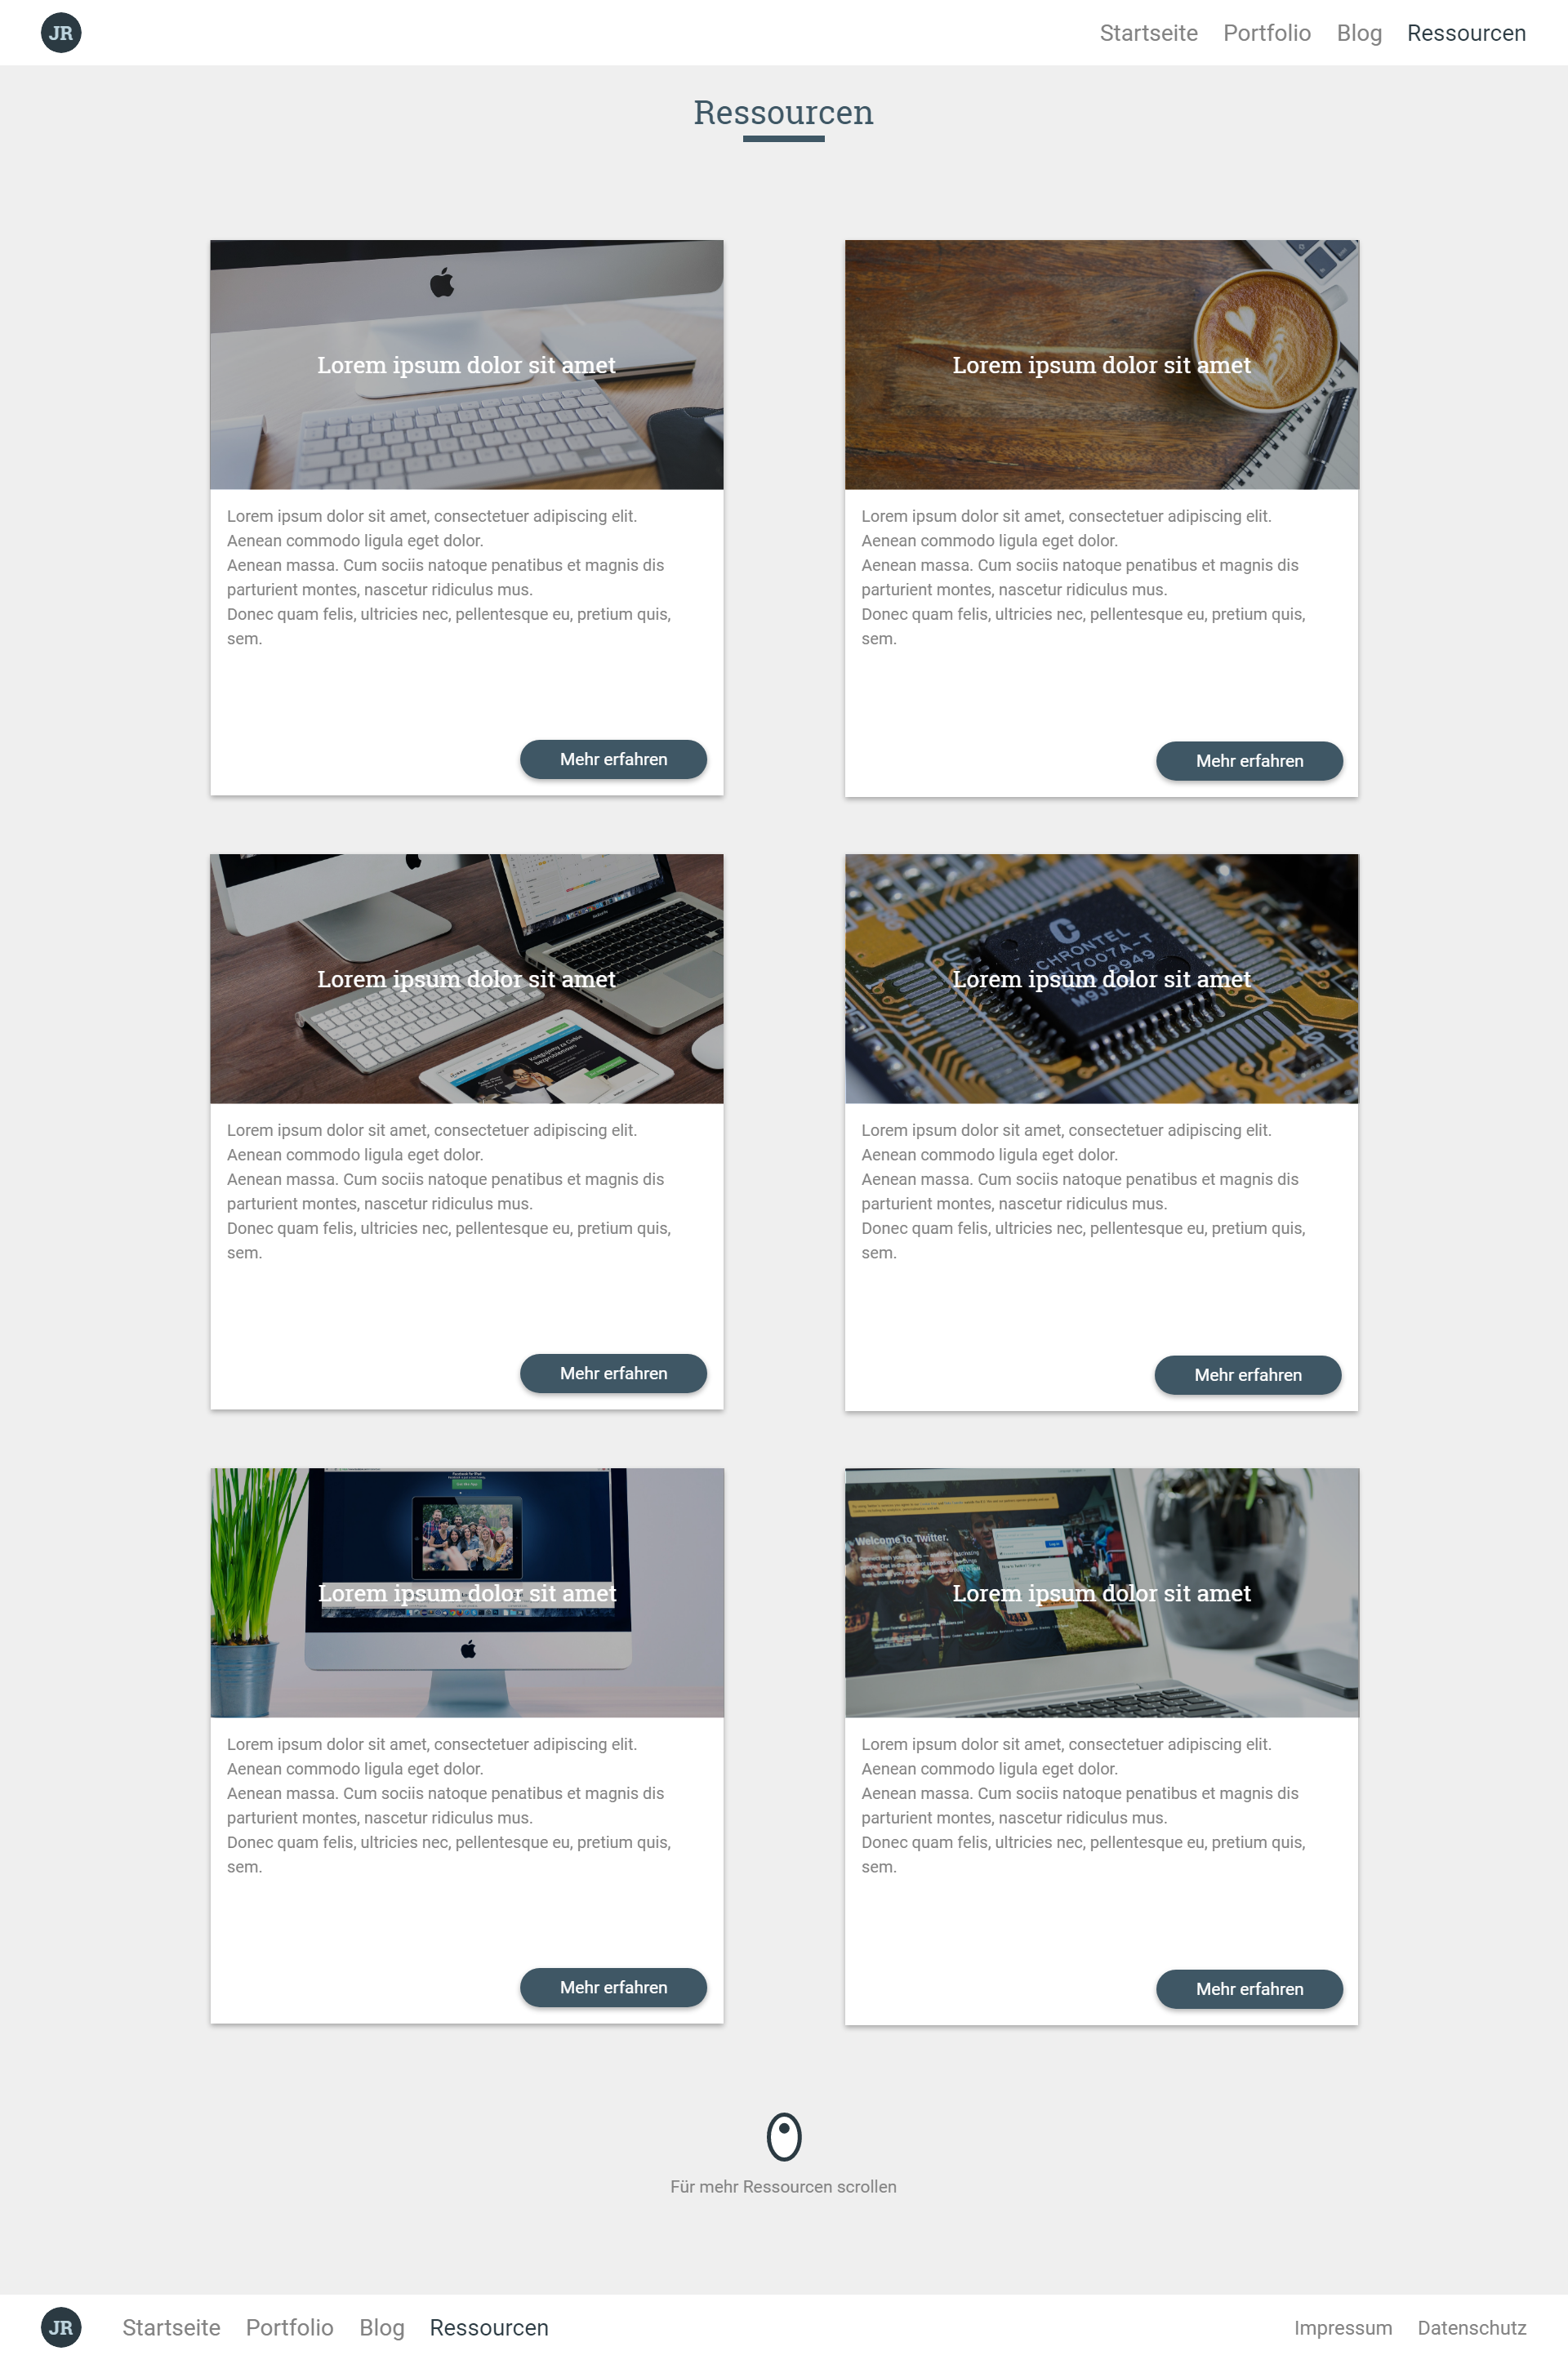 JR
Startseite Portfolio Blog Ressourcen
Ressourcen
Lorem ipsum dolor sit amet
Lorem ipsum dolor sit amet, consectetuer adipiscing elit.
Aenean commodo ligula eget dolor.
Aenean massa. Cum sociis natoque penatibus et magnis dis
parturient montes, nascetur ridiculus mus.
Donec quam felis, ultricies nec, pellentesque eu, pretium quis,
sem.
Mehr erfahren
Lorem ipsum dolor sit amet
Lorem ipsum dolor sit amet, consectetuer adipiscing elit.
Aenean commodo ligula eget dolor.
Aenean massa. Cum sociis natoque penatibus et magnis dis
parturient montes, nascetur ridiculus mus.
Donec quam felis, ultricies nec, pellentesque eu, pretium quis,
sem.
Mehr erfahren
Lorem ipsum dolor sit amet
Lorem ipsum dolor sit amet, consectetuer adipiscing elit.
Aenean commodo ligula eget dolor.
Aenean massa. Cum sociis natoque penatibus et magnis dis
parturient montes, nascetur ridiculus mus.
Donec quam felis, ultricies nec, pellentesque eu, pretium quis,
sem.
Mehr erfahren
CHRONTEL
Lorem ipsum dolor sit amet
Lorem ipsum dolor sit amet, consectetuer adipiscing elit.
Aenean commodo ligula eget dolor.
Aenean massa. Cum sociis natoque penatibus et magnis dis
parturient montes, nascetur ridiculus mus.
Donec quam felis, ultricies nec, pellentesque eu, pretium quis,
sem.
Mehr erfahren
Lorem ipsum dolor sit amet
Lorem ipsum dolor sit amet, consectetuer adipiscing elit.
Aenean commodo ligula eget dolor.
Aenean massa. Cum sociis natoque penatibus et magnis dis
parturient montes, nascetur ridiculus mus.
Donec quam felis, ultricies nec, pellentesque eu, pretium quis,
sem.
Mehr erfahren
Welcome to Twitter.
Lorem ipsum dolor sit amet
Lorem ipsum dolor sit amet, consectetuer adipiscing elit.
Aenean commodo ligula eget dolor.
Aenean massa. Cum sociis natoque penatibus et magnis dis
parturient montes, nascetur ridiculus mus.
Donec quam felis, ultricies nec, pellentesque eu, pretium quis,
sem.
Mehr erfahren
Für mehr Ressourcen scrollen
JR
Startseite Portfolio Blog Ressourcen
Impressum Datenschutz